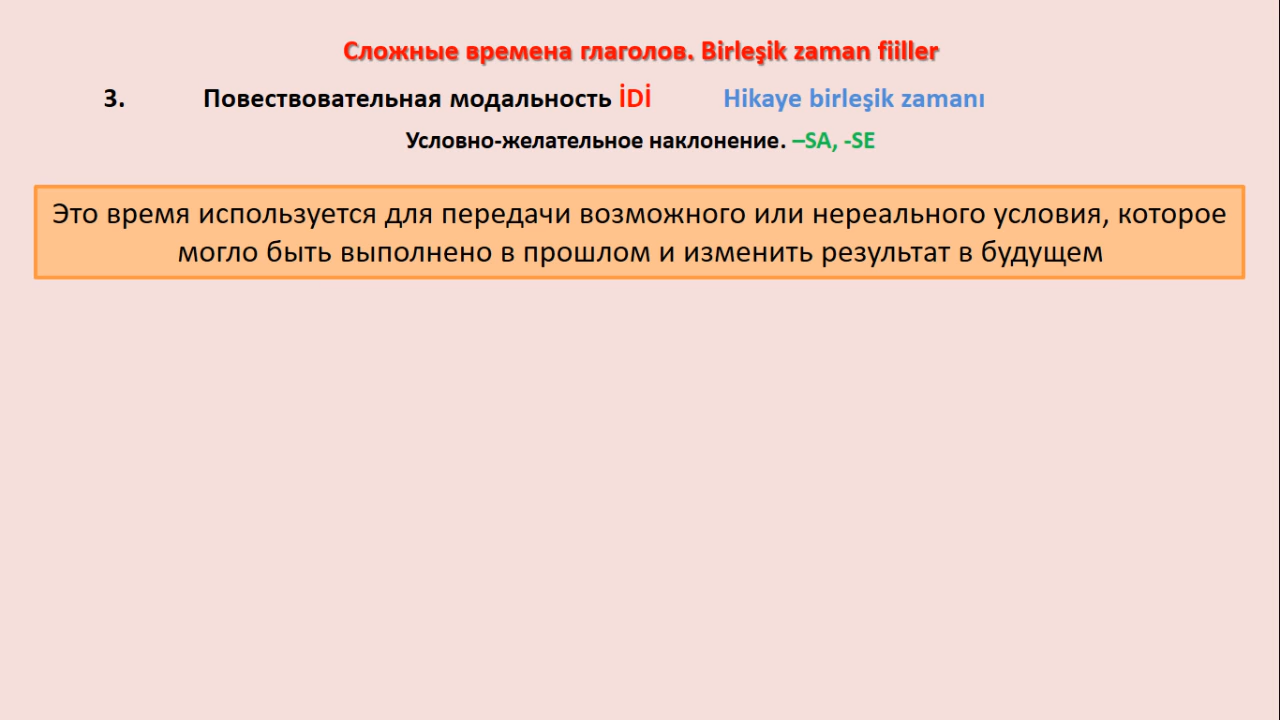 Сложные времена глаголов. Birleşik zaman fiiller
3. Повествовательная модальность İDİ Hikaye birleşik zamanı
Условно-желательное наклонение. –SA, -SE
Это время используется для передачи возможного или нереального условия, которое
могло быть выполнено в прошлом и изменить результат в будущем